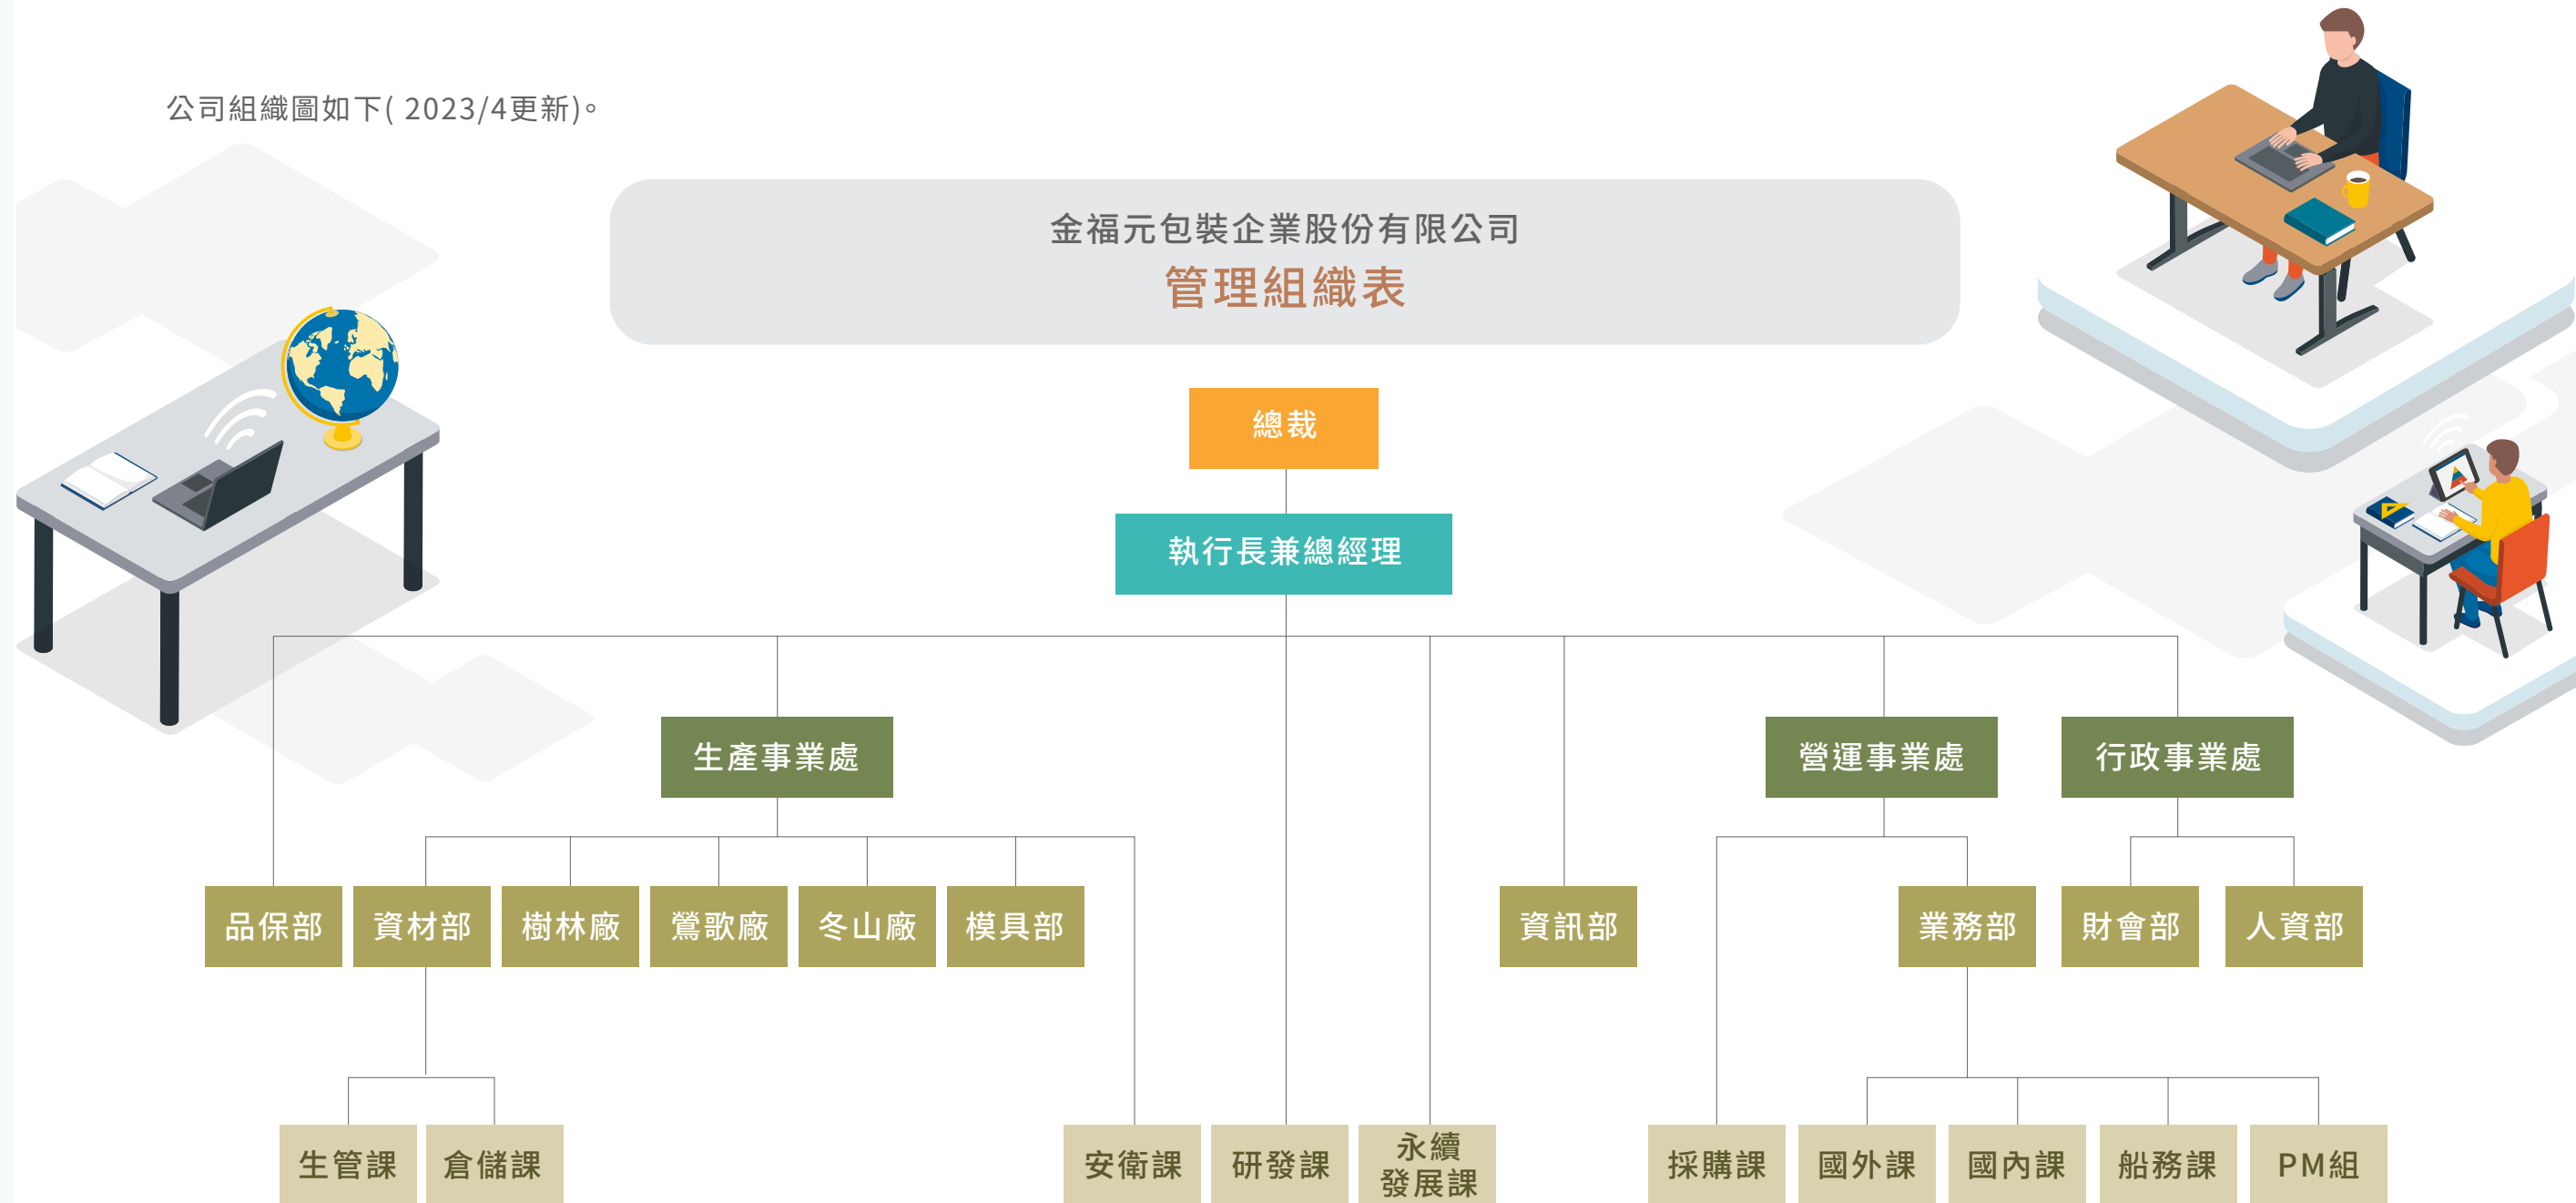 公司組織圖如下( 2023/4更新)。
金福元包裝企業股份有限公司
管理組織表
總裁
執行長兼總經理
生產事業處
營運事業處
行政事業處
品保部
資材部
樹林廠
鶯歌廠
冬山廠
模具部
資訊部
業務部
財會部
人資部
生管課
倉儲課
安衛課
研發課
永續
發展課
採購課
國外課
國內課
船務課
PM組